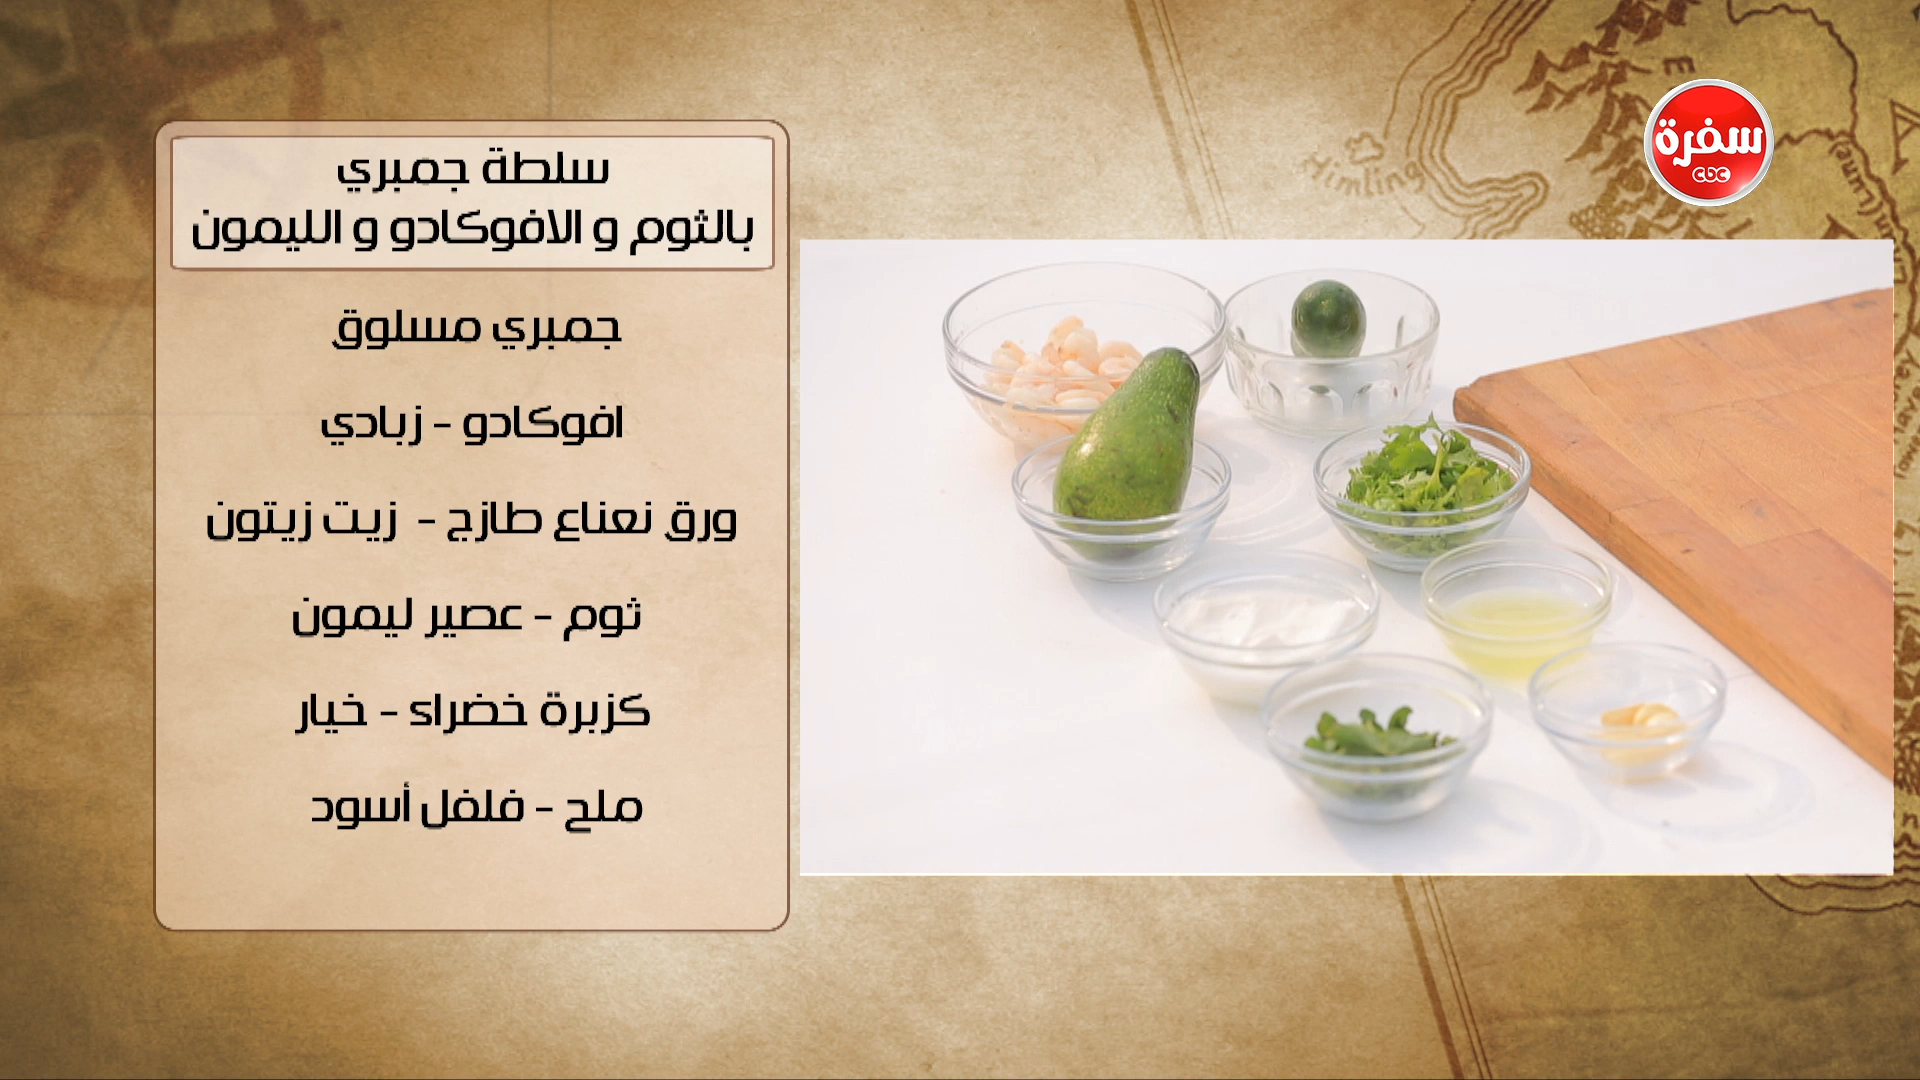 سلطة جمبري
بالثوم و الافوكادو و الليمون
جمبري مسلوق
افوكادو - زبادي
ورق نعناع طازج - زيت زيتون
ثوم - عصير ليمون
كزبرة خضراء - خيار
ملح - فلفل أسود
سفرة
cbc
Himling